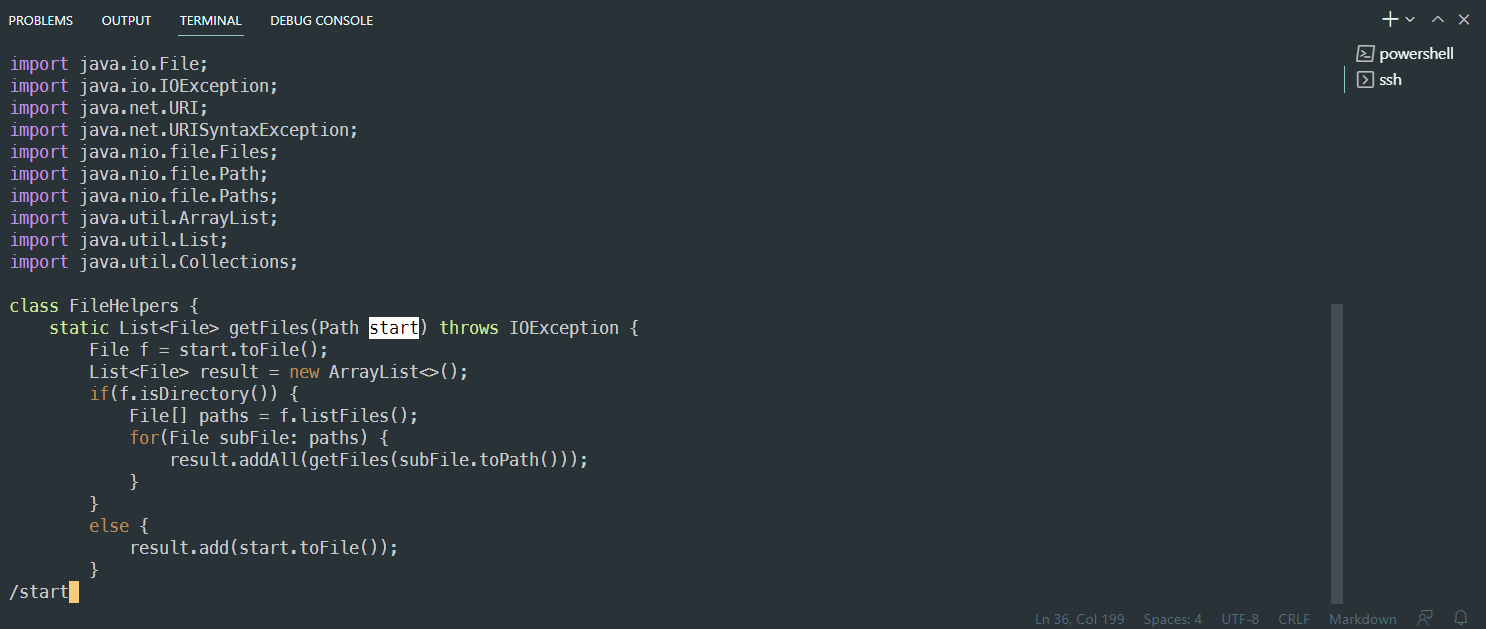 PROBLEMS OUTPUT TERMINAL DEBUG CONSOLE
powershell
ssh
import java.io.File;
import java.io.IOException;
import java.net.URI;
import java.net.URISyntaxException;
import java.nio.file.Files;
import java.nio.file.Path;
import java.nio.file.Paths;
import java.util.ArrayList;
import java.util.List;
import java.util.Collections;

class FileHelpers {
    static List<File> getFiles(Path start) throws IOException {
        File f = start.toFile();
        List<File> result = new ArrayList<>();
        if(f.isDirectory()) {
            File[] paths = f.listFiles();
            for(File subFile: paths) {
                result.addAll(getFiles(subFile.toPath()));
            }
        }
        else {
            result.add(start.toFile());
        }
/start
Ln 36, Col 199 Spaces: 4 UTF-8 CRLF Markdown